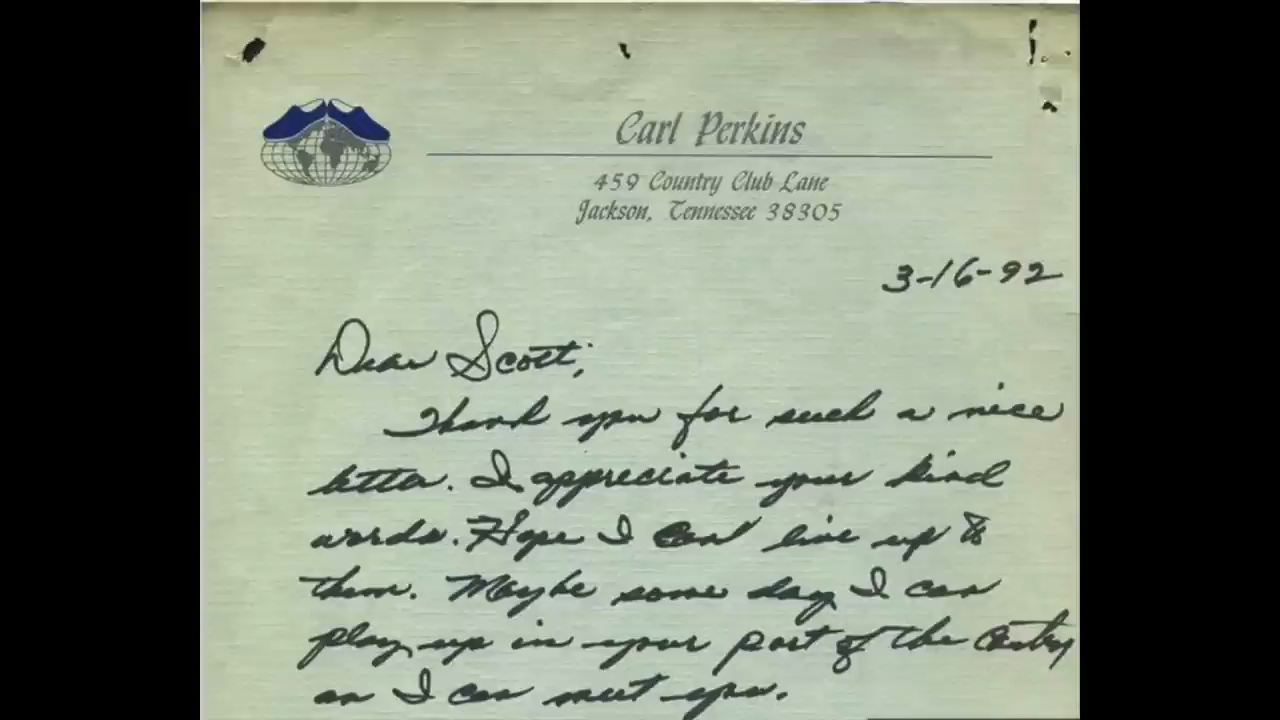 Carl Perkins
459 Country Club Lane
Jackson, Tennessee 38305
3-16-92
Dear Scott;
Thank you for such a nice
letter. I appreciate your kind
words. Hope I can live up to
them. Maybe some day I can
play up in your part of the
an I can meet you.